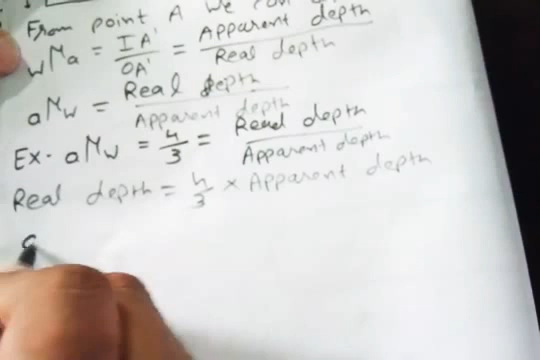 From point A We can
wμa = IA'/OA' = Apparent depth/Real depth
aμw = Real depth/Apparent depth
Ex. aμw = 4/3 = Real depth/Apparent depth
Real depth = 4/3 × Apparent depth